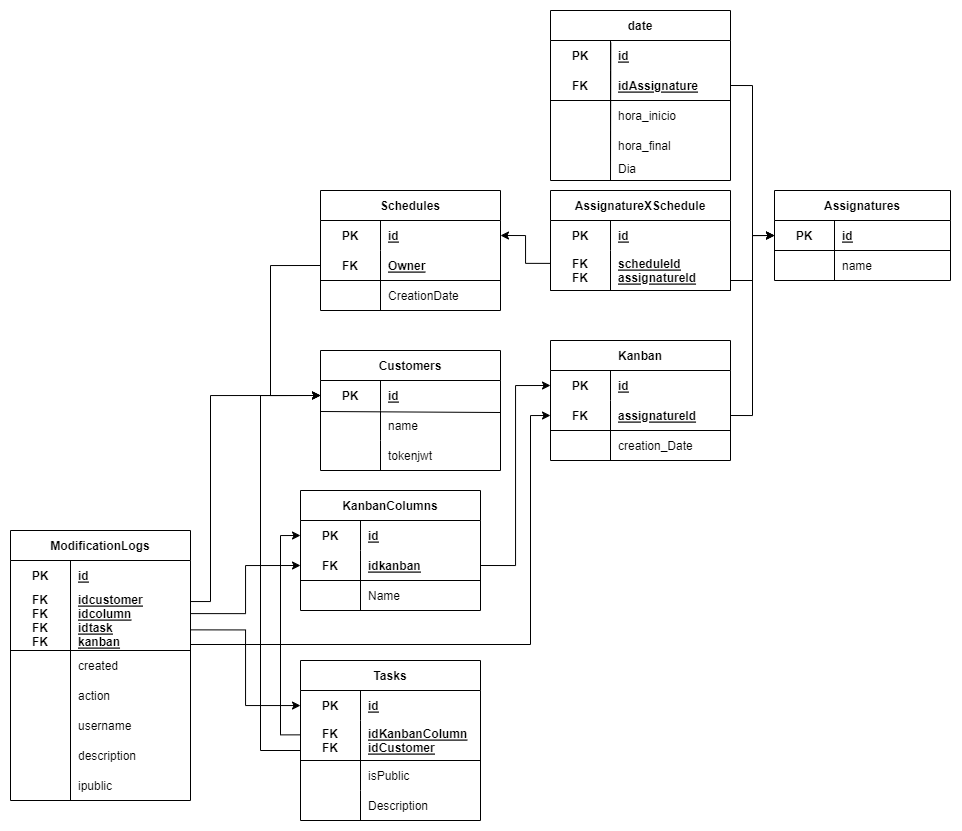 date
PK id
FK idAssignature
hora_inicio
hora_final
Dia
Schedules
PK id
FK Owner
CreationDate
AssignatureXSchedule
PK id
FK scheduleId
FK assignatureId
Assignatures
PK id
name
Customers
PK id
name
tokenjwt
Kanban
PK id
FK assignatureId
creation_Date
KanbanColumns
PK id
FK idkanban
Name
ModificationLogs
PK id
FK idcustomer
FK idcolumn
FK idtask
FK kanban
created
action
username
description
ipublic
Tasks
PK id
FK idKanbanColumn
FK idCustomer
isPublic
Description